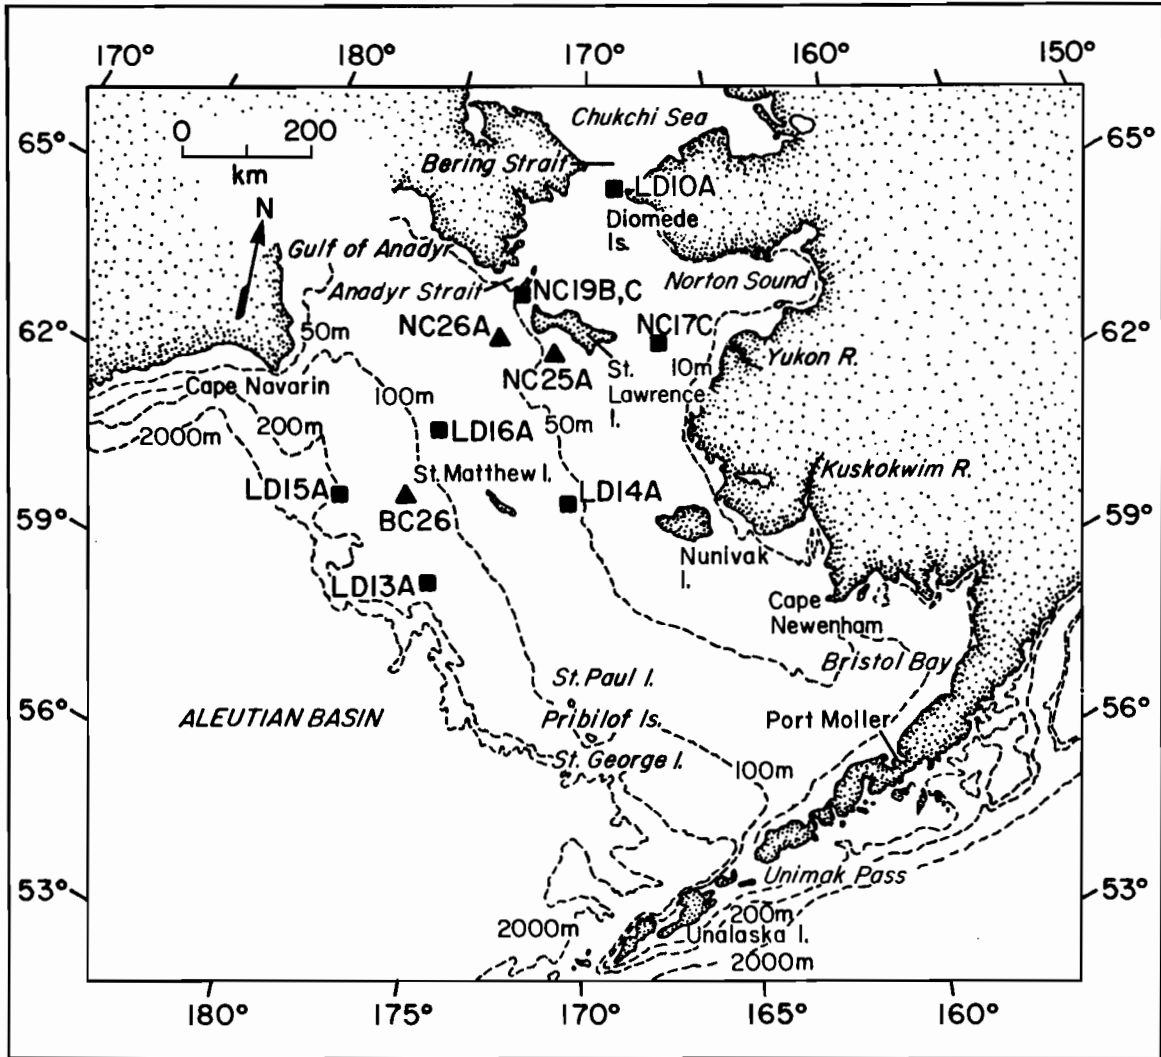 170° 180° 170° 160° 150°
Chukchi Sea
0 200
km
65° 65°
Bering Strait
LD10A
Diomede
Is.
N
Gulf of Anadyr
Norton Sound
Anadyr Strait
NC19B,C
NC26A
NC17C
62° 62°
50m
NC25A
10m
Yukon R.
St.
Lawrence
I.
Cape Navarin
100m
200m
2000m
50m
LD16A
Kuskokwim R.
St. Matthew I.
LD15A
LD14A
BC26
59° 59°
Nunivak
I.
LD13A
Cape
Newenham
Bristol Bay
St. Paul I.
56° 56°
ALEUTIAN BASIN
Pribilof Is.
Port Moller
St. George I.
100m
53° 53°
Unimak Pass
2000m
200m
Unalaska I.
2000m
180° 175° 170° 165° 160°